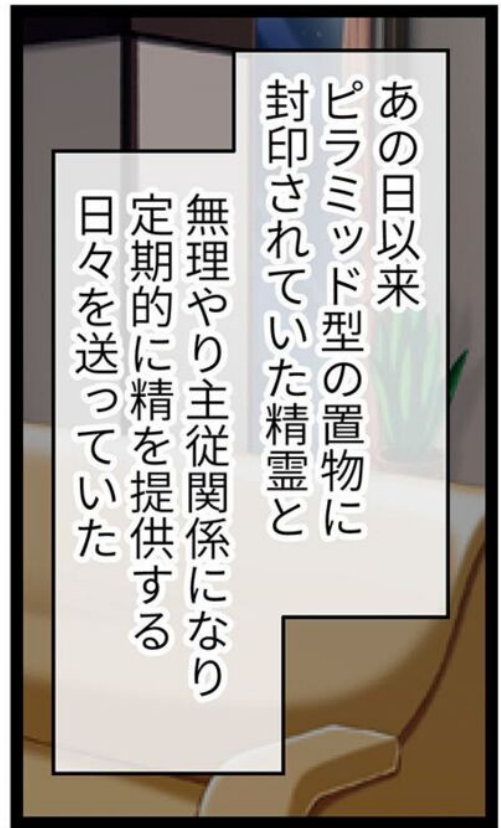 あの日以来
ピラミッド型の置物に
封印されていた精霊と
無理やり主従関係になり
定期的に精を提供する
日々を送っていた